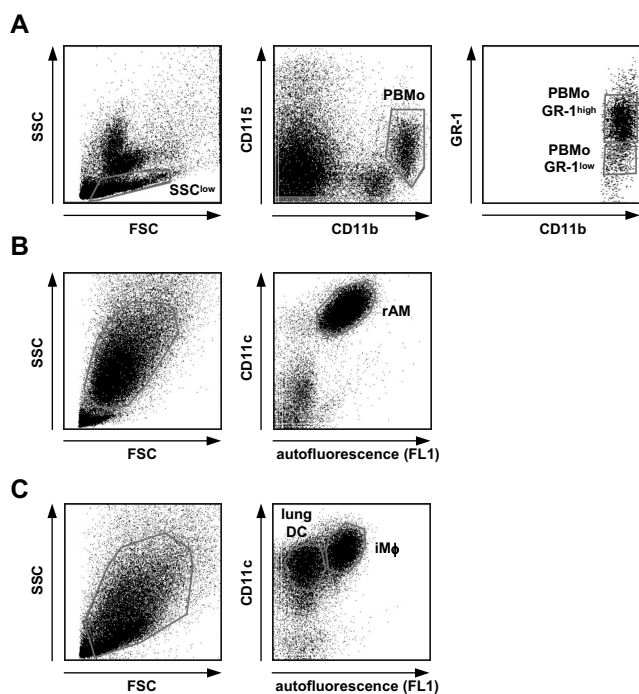 A
SSC
SSClow
FSC
CD115
PBMo
CD11b
GR-1
PBMo
GR-1high
PBMo
GR-1low
CD11b
B
SSC
FSC
CD11c
rAM
autofluorescence (FL1)
C
SSC
FSC
CD11c
lung
DC
iMϕ
autofluorescence (FL1)